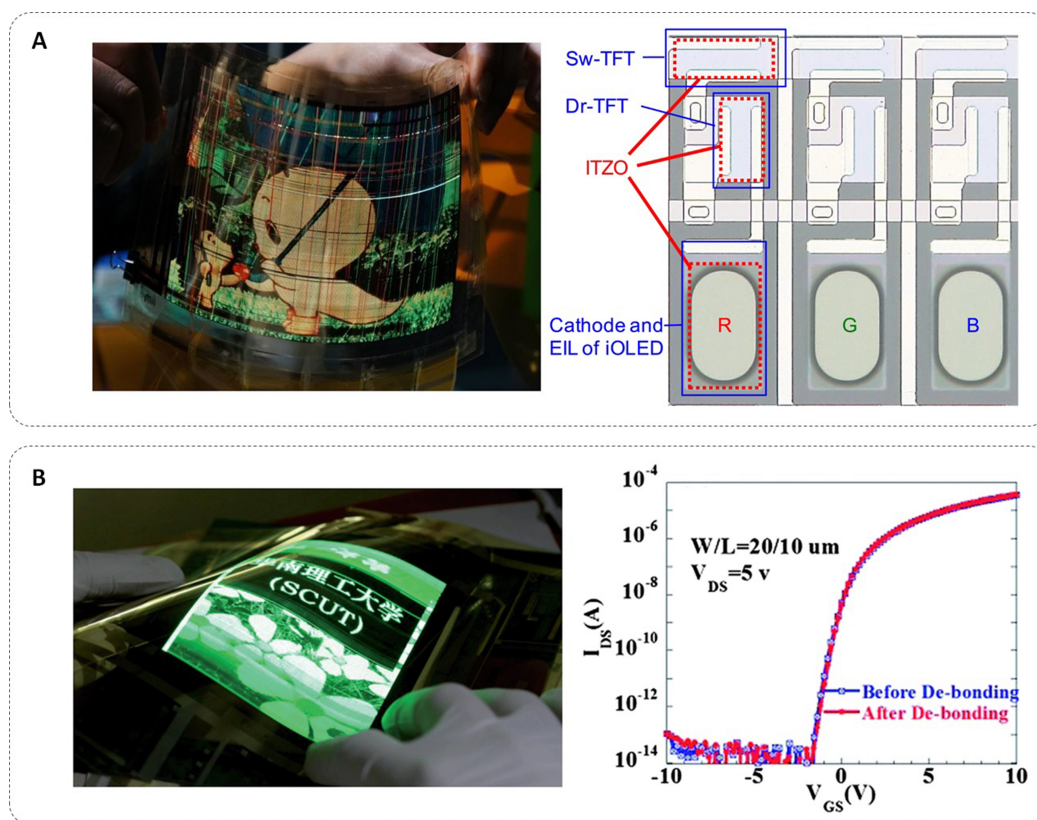 A
Sw-TFT
Dr-TFT
ITZO
Cathode and
EIL of iOLED
R
G
B
B
華南理工大学
(SCUT)
10⁻⁴
10⁻⁶
10⁻⁸
10⁻¹⁰
10⁻¹²
10⁻¹⁴
I_DS(A)
W/L=20/10 um
V_DS=5 v
Before De-bonding
After De-bonding
-10
-5
0
5
10
V_GS(V)